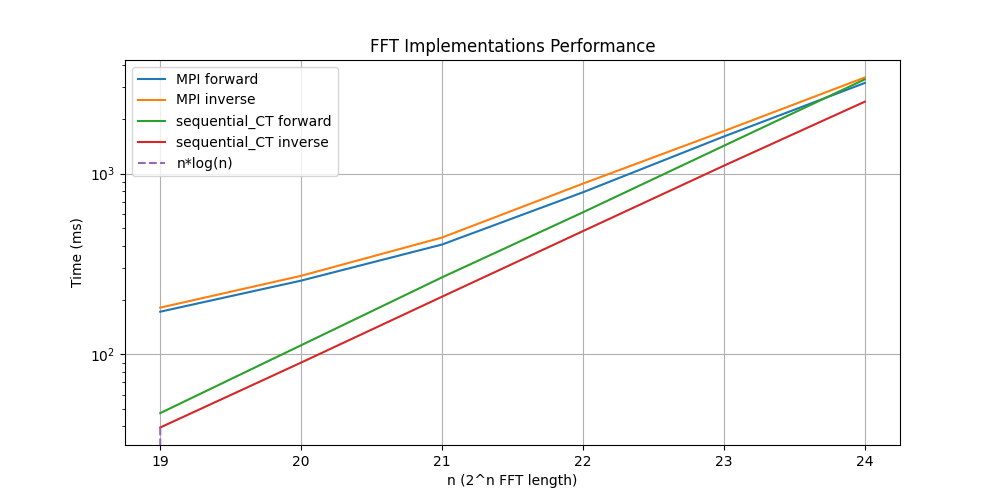 FFT Implementations Performance
MPI forward
MPI inverse
sequential_CT forward
sequential_CT inverse
n*log(n)
Time (ms)
10^3
10^2
19 20 21 22 23 24
n (2^n FFT length)